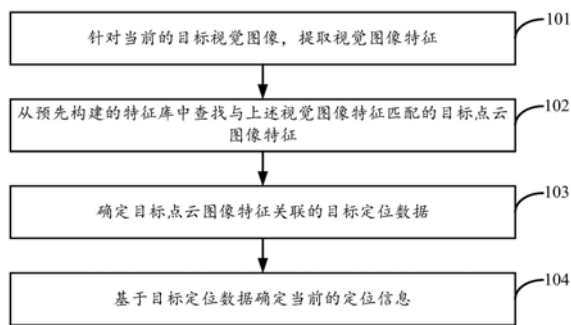 针对当前的目标视觉图像，提取视觉图像特征
101
从预先构建的特征库中查找与上述视觉图像特征匹配的目标点云
图像特征
102
确定目标点云图像特征关联的目标定位数据
103
基于目标定位数据确定当前的定位信息
104